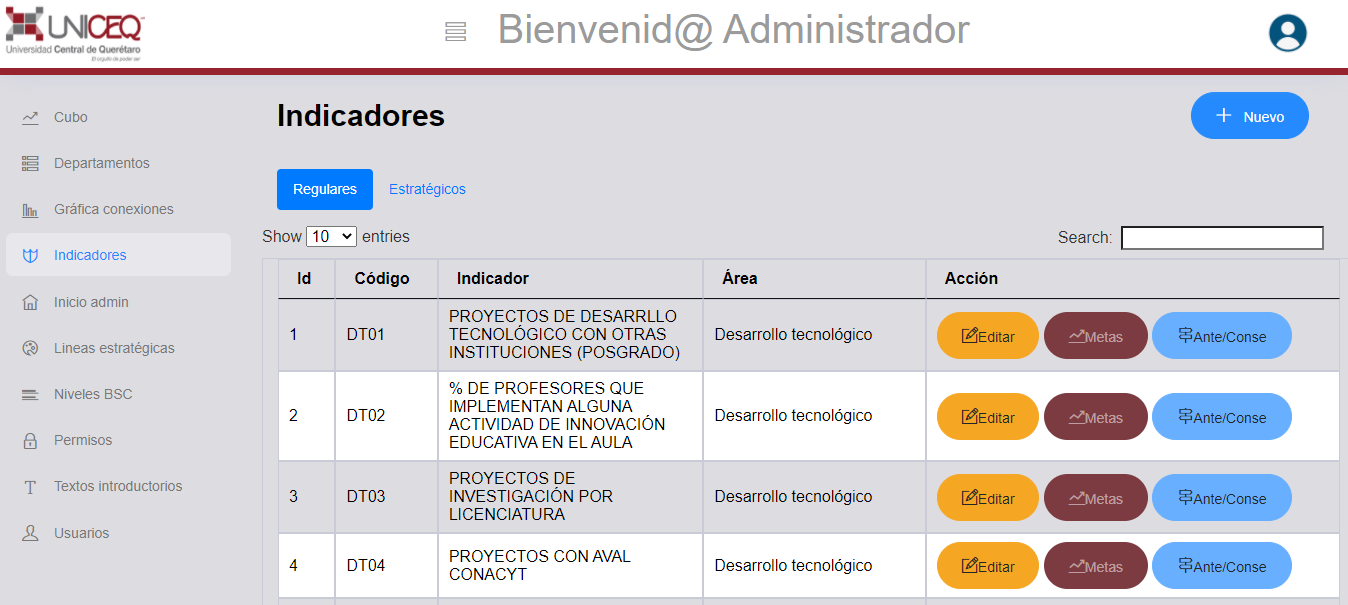 UNICEQ
Universidad Central de Querétaro
El orgullo de poder ser
Bienvenid@ Administrador
Cubo
Departamentos
Gráfica conexiones
Indicadores
Inicio admin
Lineas estratégicas
Niveles BSC
Permisos
Textos introductorios
Usuarios
Indicadores
Nuevo
Regulares Estratégicos
Show 10 entries Search:
Id Código Indicador Área Acción
1 DT01 PROYECTOS DE DESARRLLO
TECNOLÓGICO CON OTRAS
INSTITUCIONES (POSGRADO) Desarrollo tecnológico Editar Metas Ante/Conse
2 DT02 % DE PROFESORES QUE
IMPLEMENTAN ALGUNA
ACTIVIDAD DE INNOVACIÓN
EDUCATIVA EN EL AULA Desarrollo tecnológico Editar Metas Ante/Conse
3 DT03 PROYECTOS DE
INVESTIGACIÓN POR
LICENCIATURA Desarrollo tecnológico Editar Metas Ante/Conse
4 DT04 PROYECTOS CON AVAL
CONACYT Desarrollo tecnológico Editar Metas Ante/Conse